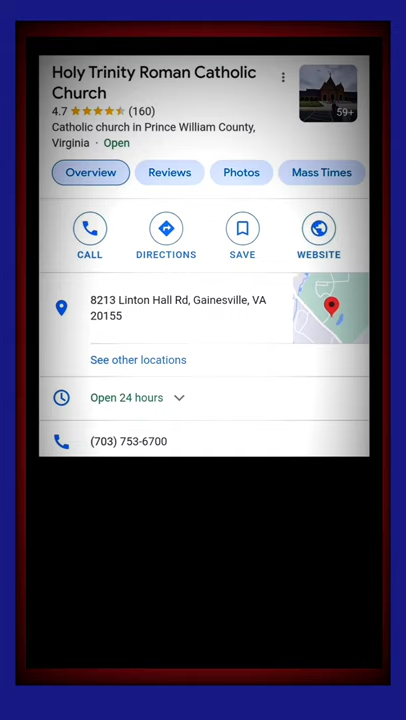 Holy Trinity Roman Catholic
Church
4.7 (160)
59+
Catholic church in Prince William County,
Virginia · Open
Overview
Reviews
Photos
Mass Times
CALL
DIRECTIONS
SAVE
WEBSITE
8213 Linton Hall Rd, Gainesville, VA
20155
See other locations
Open 24 hours
(703) 753-6700